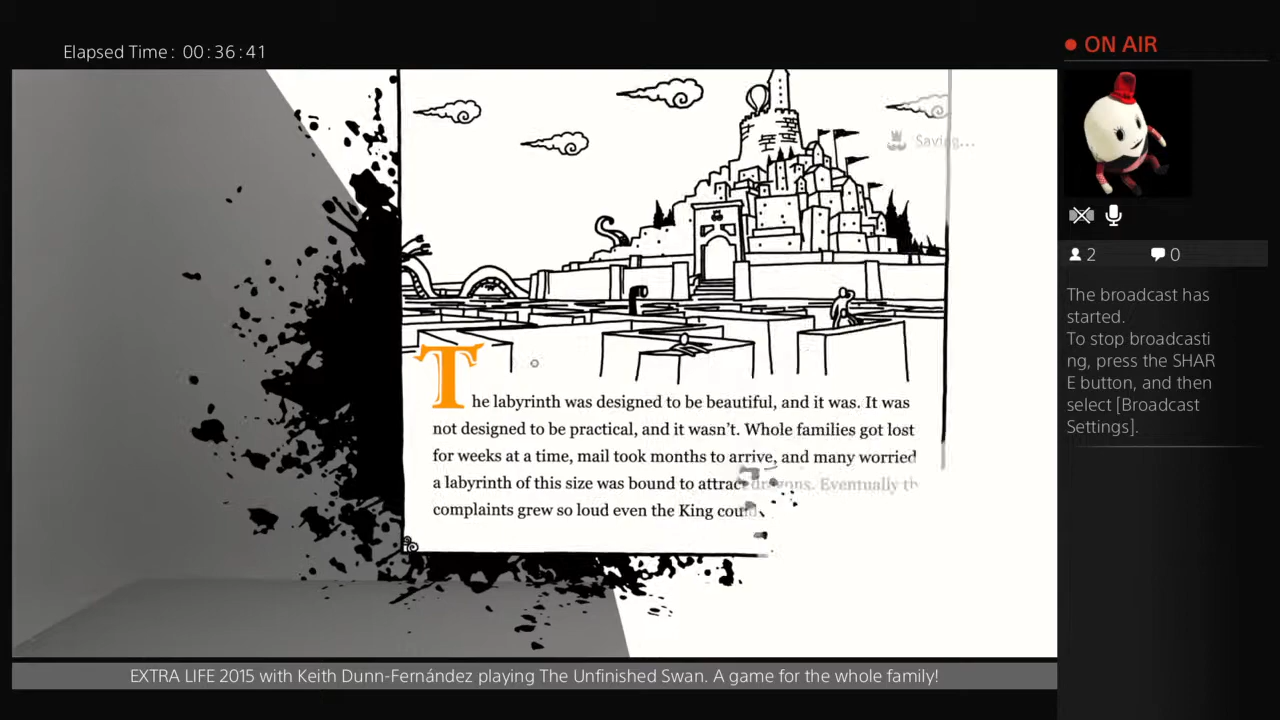 Elapsed Time: 00:36:41
ON AIR
Saving...
2
0
The broadcast has
started.
To stop broadcasti
ng, press the SHAR
E button, and then
select [Broadcast
Settings].
The labyrinth was designed to be beautiful, and it was. It was
not designed to be practical, and it wasn't. Whole families got lost
for weeks at a time, mail took months to arrive, and many worried
a labyrinth of this size was bound to attract dragons. Eventually th
complaints grew so loud even the King could
EXTRA LIFE 2015 with Keith Dunn-Fernández playing The Unfinished Swan. A game for the whole family!